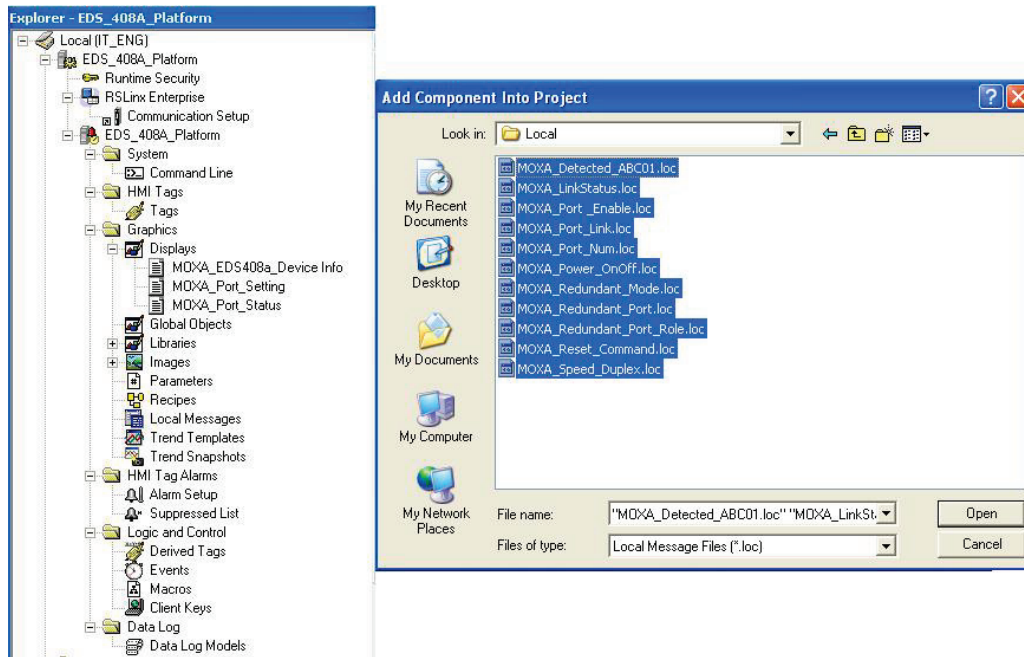 Explorer - EDS_408A_Platform
Local (IT_ENG)
EDS_408A_Platform
Runtime Security
RSLinx Enterprise
Communication Setup
EDS_408A_Platform
System
Command Line
HMI Tags
Tags
Graphics
Displays
MOXA_EDS408a_Device Info
MOXA_Port_Setting
MOXA_Port_Status
Global Objects
Libraries
Images
Parameters
Recipes
Local Messages
Trend Templates
Trend Snapshots
HMI Tag Alarms
Alarm Setup
Suppressed List
Logic and Control
Derived Tags
Events
Macros
Client Keys
Data Log
Data Log Models
Add Component Into Project
Look in: Local
My Recent
Documents
Desktop
My Documents
My Computer
My Network
Places
MOXA_Detected_ABC01.loc
MOXA_LinkStatus.loc
MOXA_Port _Enable.loc
MOXA_Port_Link.loc
MOXA_Port_Num.loc
MOXA_Power_OnOff.loc
MOXA_Redundant_Mode.loc
MOXA_Redundant_Port.loc
MOXA_Redundant_Port_Role.loc
MOXA_Reset_Command.loc
MOXA_Speed_Duplex.loc
File name: "MOXA_Detected_ABC01.loc" "MOXA_LinkSt Open
Files of type: Local Message Files (*.loc) Cancel